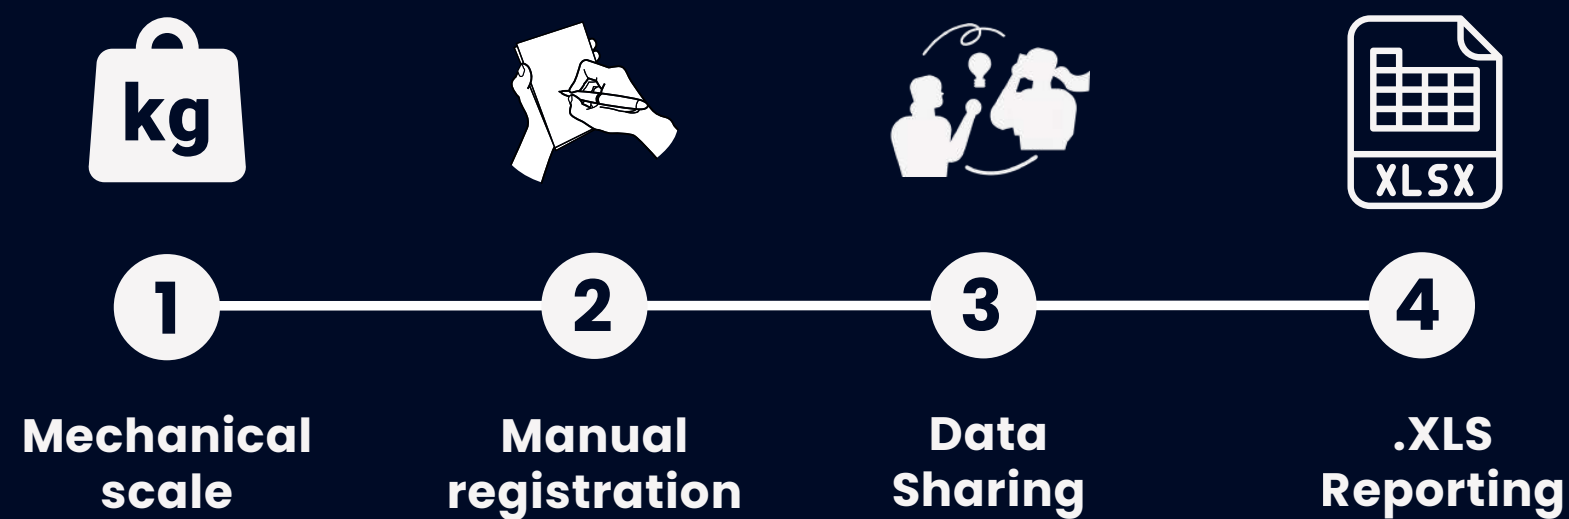 kg
XLSX
1
2
3
4
Mechanical
scale
Manual
registration
Data
Sharing
.XLS
Reporting